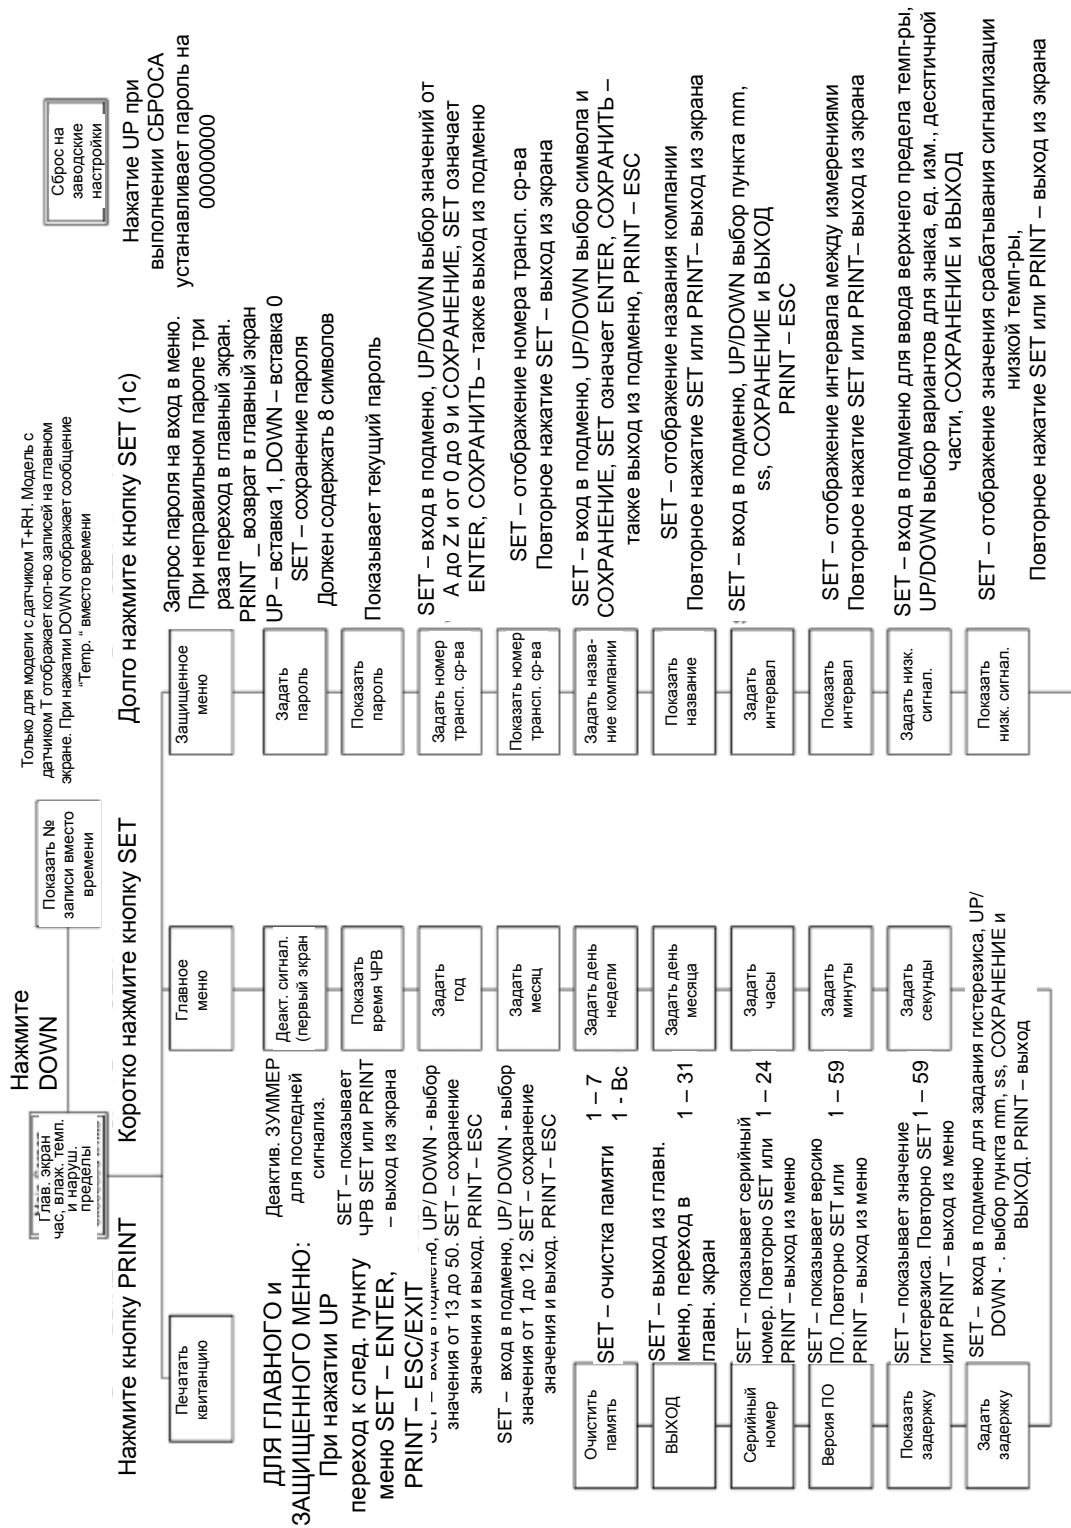 Нажмите
DOWN
Глав. экран
час, влаж. темп.
и наруш.
пределы
Показать №
записи вместо
времени
Только для модели с датчиком T+RH. Модель с
датчиком T отображает кол-во записей на главном
экране. При нажатии DOWN отображает сообщение
"Temp. " вместо времени
Сброс на
заводские
настройки
Нажатие UP при
выполнении СБРОСА
устанавливает пароль на
00000000
Нажмите кнопку PRINT
Коротко нажмите кнопку SET
Долго нажмите кнопку SET (1с)
Печатать
квитанцию
ДЛЯ ГЛАВНОГО и
ЗАЩИЩЕННОГО МЕНЮ:
При нажатии UP
переход к след. пункту
меню SET – ENTER,
PRINT – ESC/EXIT
Главное
меню
Деакт. сигнал.
(первый экран
Деактив. ЗУММЕР
для последней
сигнализ.
Показать
время ЧРВ
SET – показывает
ЧРВ SET или PRINT
– выход из экрана
Задать
год
SET – вход в подменю, UP/ DOWN - выбор
значения от 13 до 50. SET – сохранение
значения и выход. PRINT – ESC
Задать
месяц
SET – вход в подменю, UP/ DOWN - выбор
значения от 1 до 12. SET – сохранение
значения и выход. PRINT – ESC
Задать день
недели
1 – 7
1 - Вс
Задать день
месяца
1 – 31
Задать
часы
1 – 24
Задать
минуты
1 – 59
Задать
секунды
1 – 59
Очистить
память
SET – очистка памяти
ВЫХОД
SET – выход из главн.
меню, переход в
главн. экран
Серийный
номер
SET – показывает серийный
номер. Повторно SET или
PRINT – выход из меню
Версия ПО
SET – показывает версию
ПО. Повторно SET или
PRINT – выход из меню
Показать
задержку
SET – показывает значение
гистерезиса. Повторно SET
или PRINT – выход из меню
Задать
задержку
SET – вход в подменю для задания гистерезиса, UP/
DOWN - . выбор пункта mm, ss, СОХРАНЕНИЕ и
ВЫХОД. PRINT – выход
Защищенное
меню
Запрос пароля на вход в меню.
При неправильном пароле три
раза переход в главный экран.
PRINT _ возврат в главный экран
Задать
пароль
UP – вставка 1, DOWN – вставка 0
SET – сохранение пароля
Должен содержать 8 символов
Показать
пароль
Показывает текущий пароль
Задать номер
трансп. ср-ва
SET – вход в подменю, UP/DOWN выбор значений от
А до Z и от 0 до 9 и СОХРАНЕНИЕ, SET означает
ENTER, СОХРАНИТЬ – также выход из подменю
Показать номер
трансп. ср-ва
SET – отображение номера трансп. ср-ва
Повторное нажатие SET – выход из экрана
Задать назва-
ние компании
SET – вход в подменю, UP/DOWN выбор символа и
СОХРАНЕНИЕ, SET означает ENTER, СОХРАНИТЬ –
также выход из подменю, PRINT – ESC
Показать
название
SET – отображение названия компании
Повторное нажатие SET или PRINT– выход из экрана
Задать
интервал
SET – вход в подменю, UP/DOWN выбор пункта mm,
ss, СОХРАНЕНИЕ и ВЫХОД
PRINT – ESC
Показать
интервал
SET – отображение интервала между измерениями
Повторное нажатие SET или PRINT– выход из экрана
Задать низк.
сигнал.
SET – вход в подменю для ввода верхнего предела темп-ры,
UP/DOWN выбор вариантов для знака, ед. изм., десятичной
части, СОХРАНЕНИЕ и ВЫХОД
Показать
низк. сигнал.
SET – отображение значения срабатывания сигнализации
низкой темп-ры,
Повторное нажатие SET или PRINT – выход из экрана